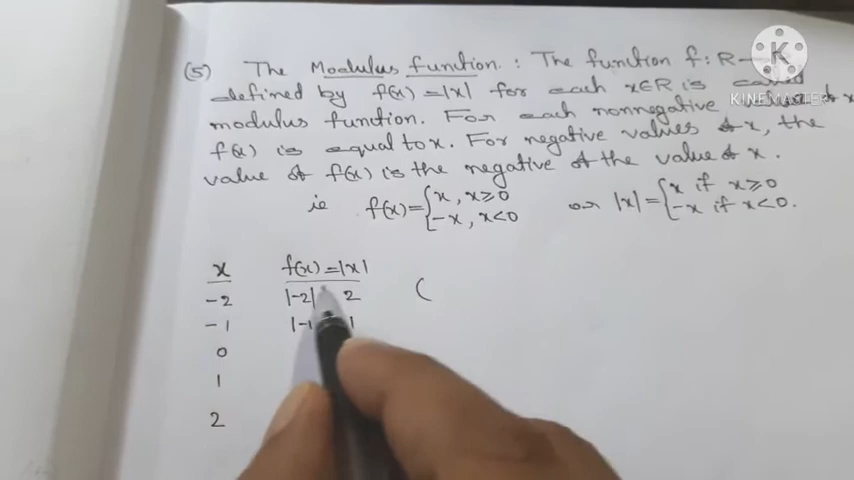 (5) The Modulus function : The function f: R
defined by f(x) = |x| for each x∈R is called
modulus function. For each nonnegative of x
f(x) is equal to x. For negative values of x, the
value of f(x) is the negative of the value of x.
ie f(x) = { x, x≥0 or |x| = { x if x≥0
-x, x<0 -x if x<0.
x f(x) = |x|
-2 |-2| 2 (
-1 |-1 1
0
1
2
K
KINEMASTER